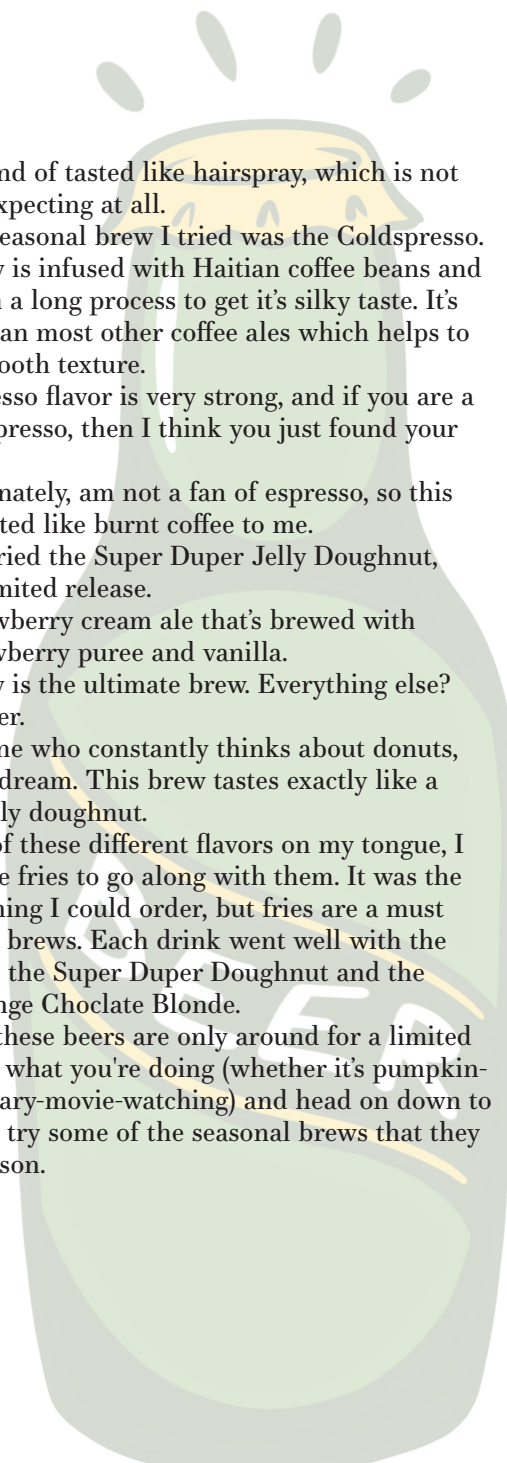 nd of tasted like hairspray, which is not
xpecting at all.
easonal brew I tried was the Coldspresso.
is infused with Haitian coffee beans and
a long process to get it’s silky taste. It’s
an most other coffee ales which helps to
ooth texture.
sso flavor is very strong, and if you are a
presso, then I think you just found your
nately, am not a fan of espresso, so this
ted like burnt coffee to me.
ried the Super Duper Jelly Doughnut,
mited release.
wberry cream ale that’s brewed with
wberry puree and vanilla.
is the ultimate brew. Everything else?
er.
ne who constantly thinks about donuts,
dream. This brew tastes exactly like a
ly doughnut.
of these different flavors on my tongue, I
e fries to go along with them. It was the
ning I could order, but fries are a must
brews. Each drink went well with the
the Super Duper Doughnut and the
nge Choclate Blonde.
these beers are only around for a limited
what you're doing (whether it’s pumpkin-
ary-movie-watching) and head on down to
try some of the seasonal brews that they
son.
BEER